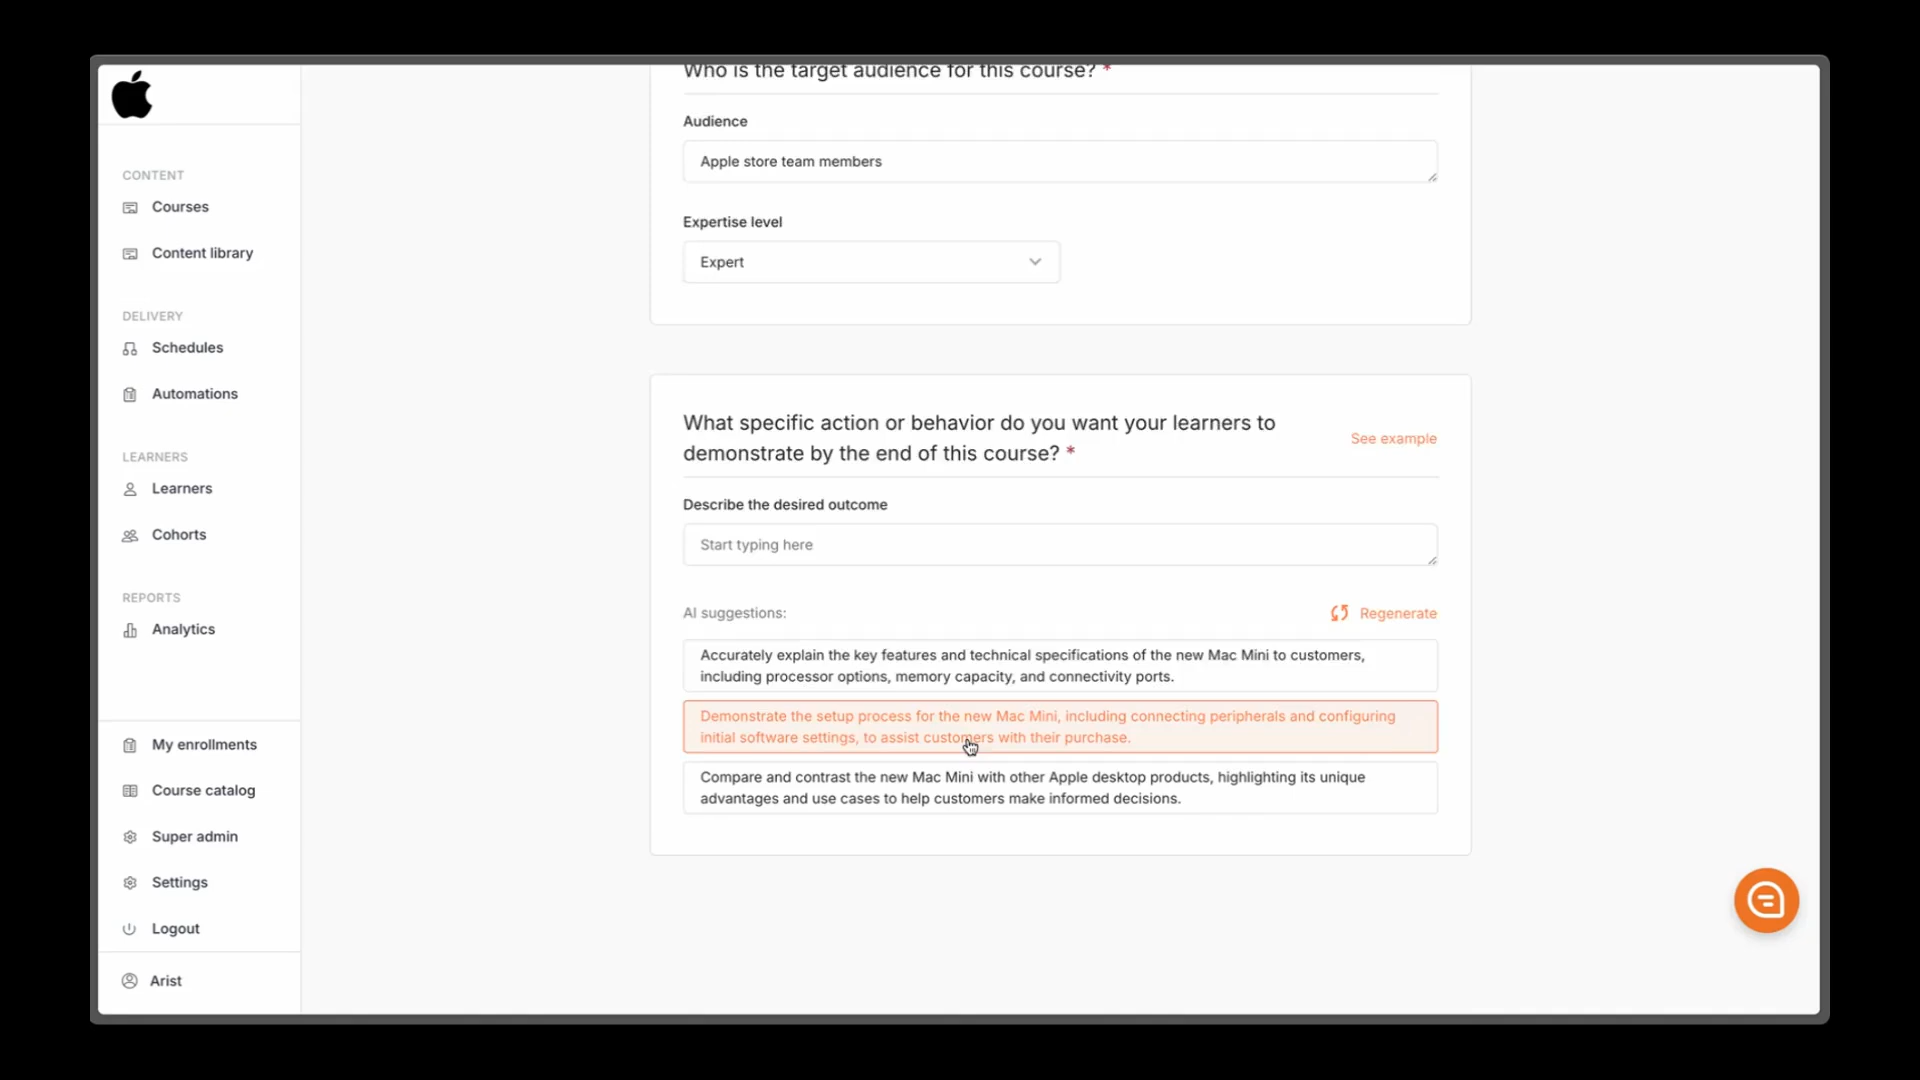 CONTENT
Courses
Content library
DELIVERY
Schedules
Automations
LEARNERS
Learners
Cohorts
REPORTS
Analytics
My enrollments
Course catalog
Super admin
Settings
Logout
Arist
Who is the target audience for this course? *
Audience
Apple store team members
Expertise level
Expert
What specific action or behavior do you want your learners to
demonstrate by the end of this course? *
See example
Describe the desired outcome
Start typing here
AI suggestions:
Regenerate
Accurately explain the key features and technical specifications of the new Mac Mini to customers,
including processor options, memory capacity, and connectivity ports.
Demonstrate the setup process for the new Mac Mini, including connecting peripherals and configuring
initial software settings, to assist customers with their purchase.
Compare and contrast the new Mac Mini with other Apple desktop products, highlighting its unique
advantages and use cases to help customers make informed decisions.